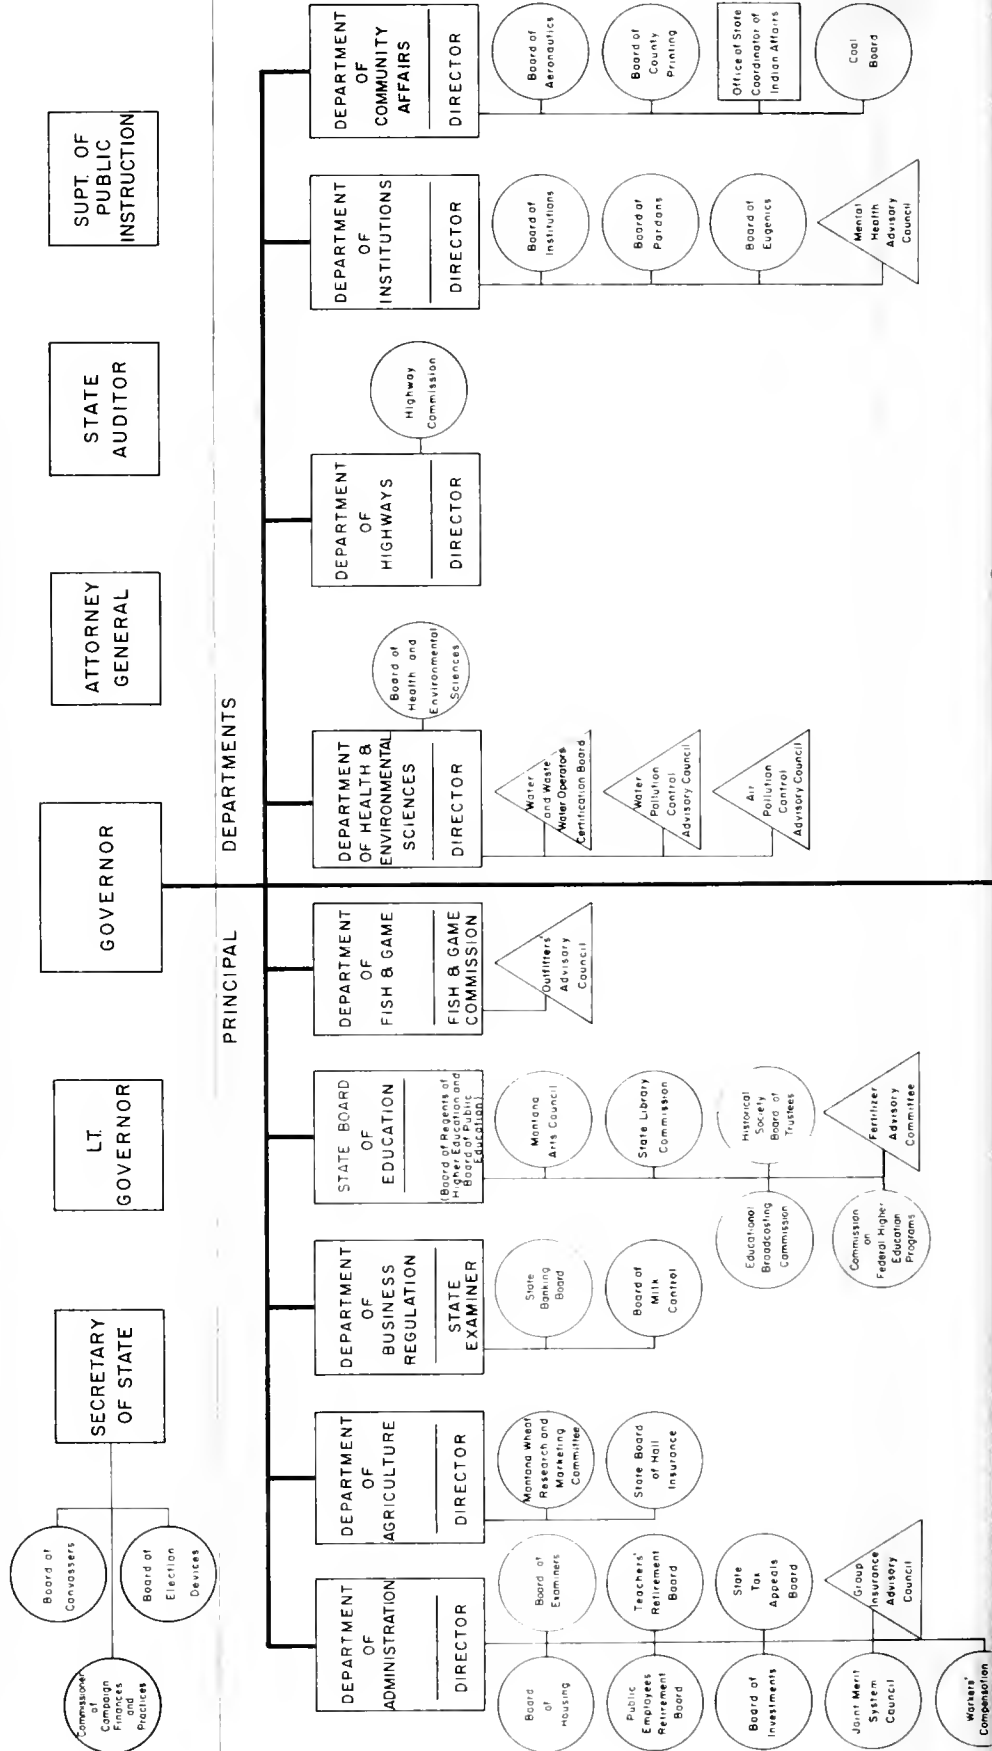 Commissioner
of
Campaign
Finances
and
Practices
Board of
Canvassers
Board of
Election
Devices
SECRETARY
OF STATE
LT.
GOVERNOR
GOVERNOR
ATTORNEY
GENERAL
STATE
AUDITOR
SUPT. OF
PUBLIC
INSTRUCTION
PRINCIPAL DEPARTMENTS
DEPARTMENT
OF
ADMINISTRATION
DIRECTOR
Board
of
Housing
Board of
Examiners
Public
Employees
Retirement
Board
Teachers'
Retirement
Board
Board of
Investments
State
Tax
Appeals
Board
Joint Merit
System
Council
Group
Insurance
Advisory
Council
Workers'
Compensation
DEPARTMENT
OF
AGRICULTURE
DIRECTOR
Montana Wheat
Research and
Marketing
Committee
State Board
of Hail
Insurance
DEPARTMENT
OF
BUSINESS
REGULATION
STATE
EXAMINER
State
Banking
Board
Board of
Milk
Control
STATE BOARD
OF
EDUCATION
(Board of Regents of
Higher Education and
Board of Public
Education)
Montana
Arts Council
State Library
Commission
Historical
Society
Board of
Trustees
Educational
Broadcasting
Commission
Fertilizer
Advisory
Committee
Commission
on
Federal Higher
Education
Programs
DEPARTMENT
OF
FISH & GAME
FISH & GAME
COMMISSION
Outfitters'
Advisory
Council
DEPARTMENT
OF HEALTH &
ENVIRONMENTAL
SCIENCES
DIRECTOR
Board of
Health and
Environmental
Sciences
Water
and Waste
Water Operators
Certification Board
Water
Pollution
Control
Advisory Council
Air
Pollution
Control
Advisory Council
DEPARTMENT
OF
HIGHWAYS
DIRECTOR
Highway
Commission
DEPARTMENT
OF
INSTITUTIONS
DIRECTOR
Board of
Institutions
Board of
Pardons
Board of
Eugenics
Mental
Health
Advisory
Council
DEPARTMENT
OF
COMMUNITY
AFFAIRS
DIRECTOR
Board of
Aeronautics
Board of
County
Printing
Office of State
Coordinator of
Indian Affairs
Coal
Board